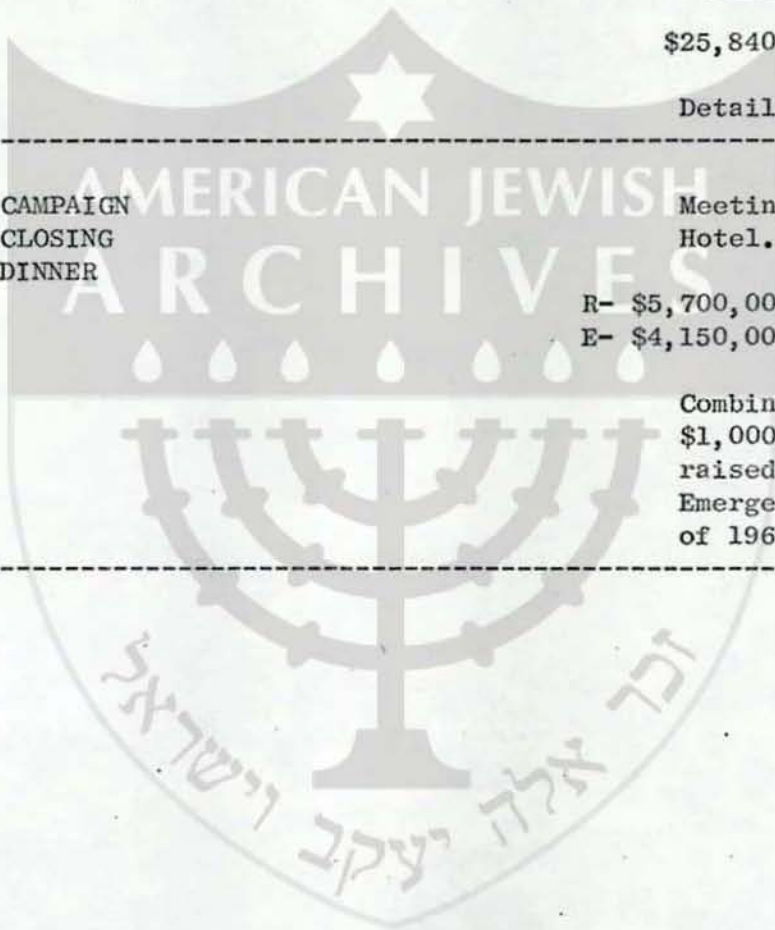 $25,840
Detail
CAMPAIGN Meetin
CLOSING Hotel.
DINNER
R- $5,700,00
E- $4,150,00
Combin
$1,000
raised
Emerge
of 196
AMERICAN JEWISH
ARCHIVES
זכר אלה יעקב וישראל